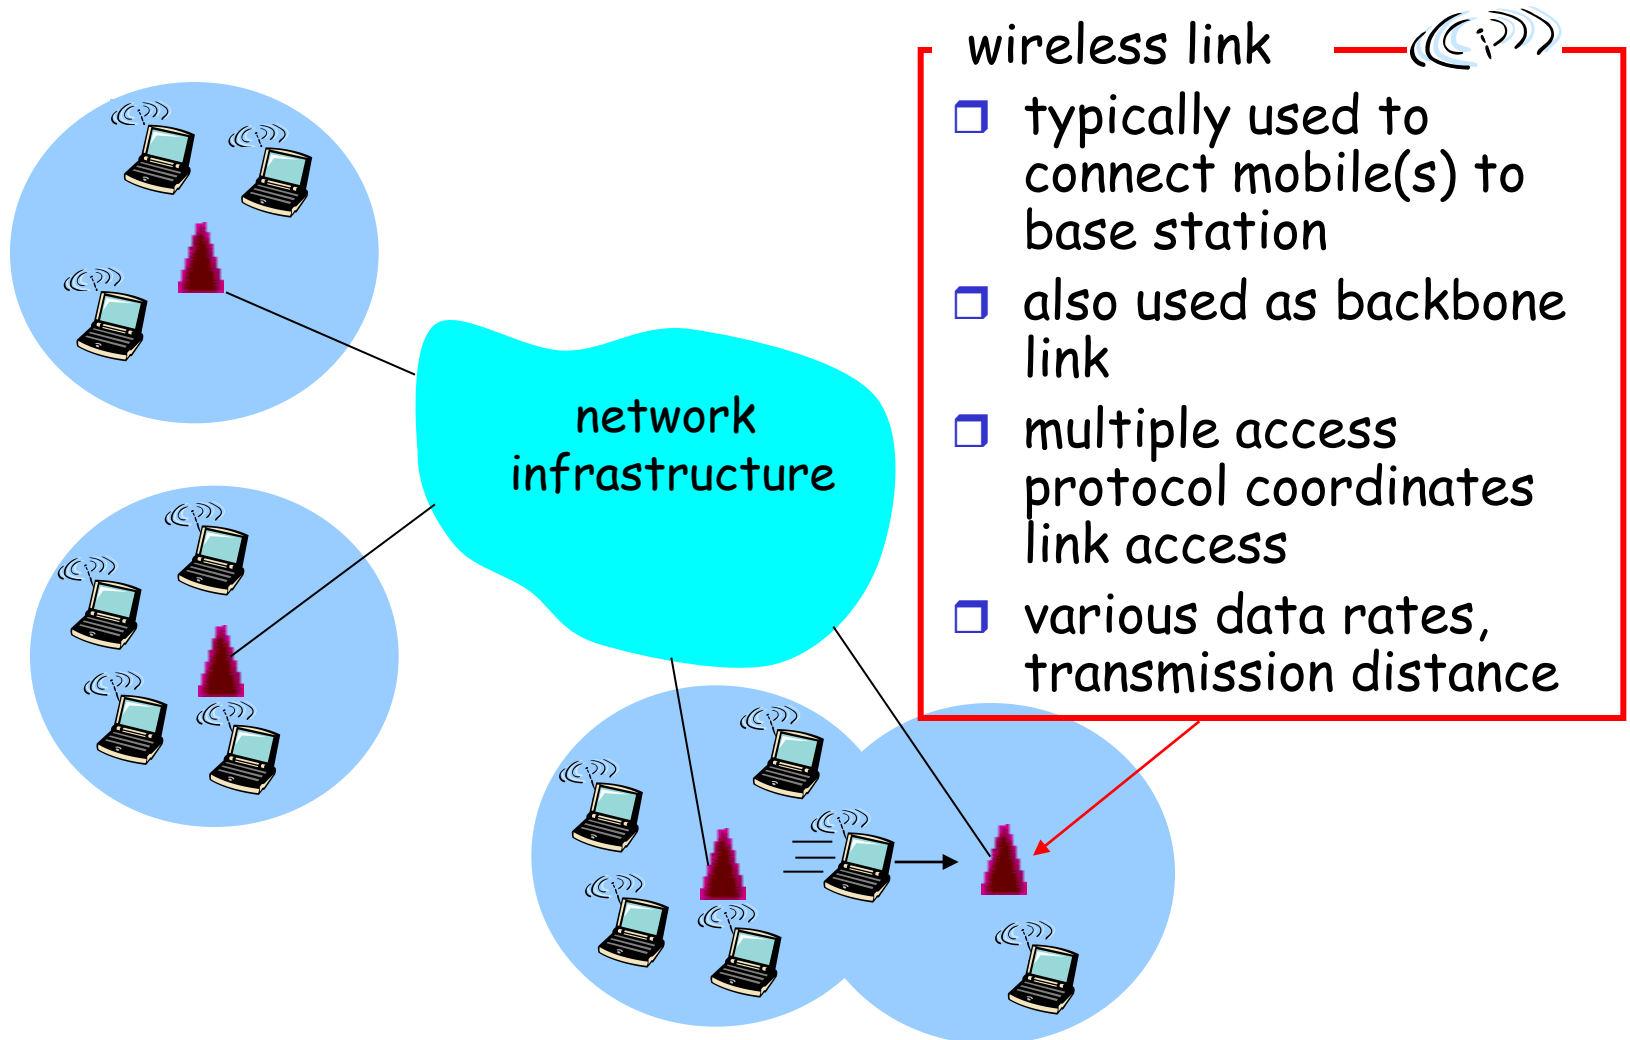 wireless link
typically used to
connect mobile(s) to
base station
also used as backbone
link
multiple access
protocol coordinates
link access
various data rates,
transmission distance
network
infrastructure